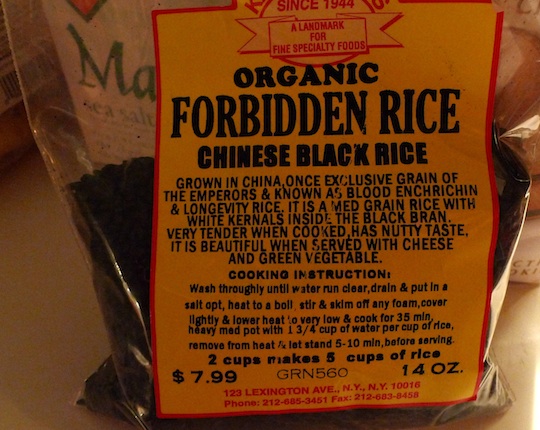 SINCE 1944
A LANDMARK
FOR
FINE SPECIALTY FOODS
Ma
sea salt
ORGANIC
FORBIDDEN RICE
CHINESE BLACK RICE
GROWN IN CHINA,ONCE EXCLUSIVE GRAIN OF
THE EMPERORS & KNOWN AS BLOOD ENCHRICHIN
& LONGEVITY RICE. IT IS A MED GRAIN RICE WITH
WHITE KERNALS INSIDE THE BLACK BRAN.
VERY TENDER WHEN COOKED,HAS NUTTY TASTE,
IT IS BEAUTIFUL WHEN SERVED WITH CHEESE
AND GREEN VEGETABLE.
COOKING INSTRUCTION:
Wash throughly until water run clear,drain & put in a
salt opt, heat to a boil, stir & skim off any foam,cover
lightly & lower heat to very low & cook for 35 min,
heavy med pot with 1 3/4 cup of water per cup of rice,
remove from heat & let stand 5-10 min,before serving.
2 cups makes 5 cups of rice
$7.99 GRN560 14 OZ.
123 LEXINGTON AVE., N.Y., N.Y. 10016
Phone: 212-685-3451 Fax: 212-683-8458